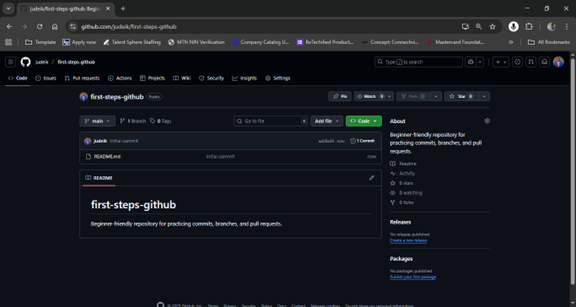 judeik/first-steps-github: Begin
github.com/judeik/first-steps-github
Template
Apply now
Talent Sphere Staffing
MTN NIN Verification
Company Catalog U...
BeTechified Product...
Concept Connectio...
Mastercard Foundat...
All Bookmarks
judeik / first-steps-github
Type / to search
Code
Issues
Pull requests
Actions
Projects
Wiki
Security
Insights
Settings
first-steps-github
Public
Pin
Watch 0
Fork 0
Star 0
main
1 Branch
0 Tags
Go to file
Add file
Code
judeik Initial commit
now
1 Commit
README.md
Initial commit
now
README
first-steps-github
Beginner-friendly repository for practicing commits, branches, and pull requests.
About
Beginner-friendly repository for
practicing commits, branches, and pull
requests.
Readme
Activity
0 stars
0 watching
0 forks
Releases
No releases published
Create a new release
Packages
No packages published
Publish your first package
© 2025 GitHub, Inc.
Terms
Privacy
Security
Status
Docs
Contact
Manage cookies
Do not share my personal information